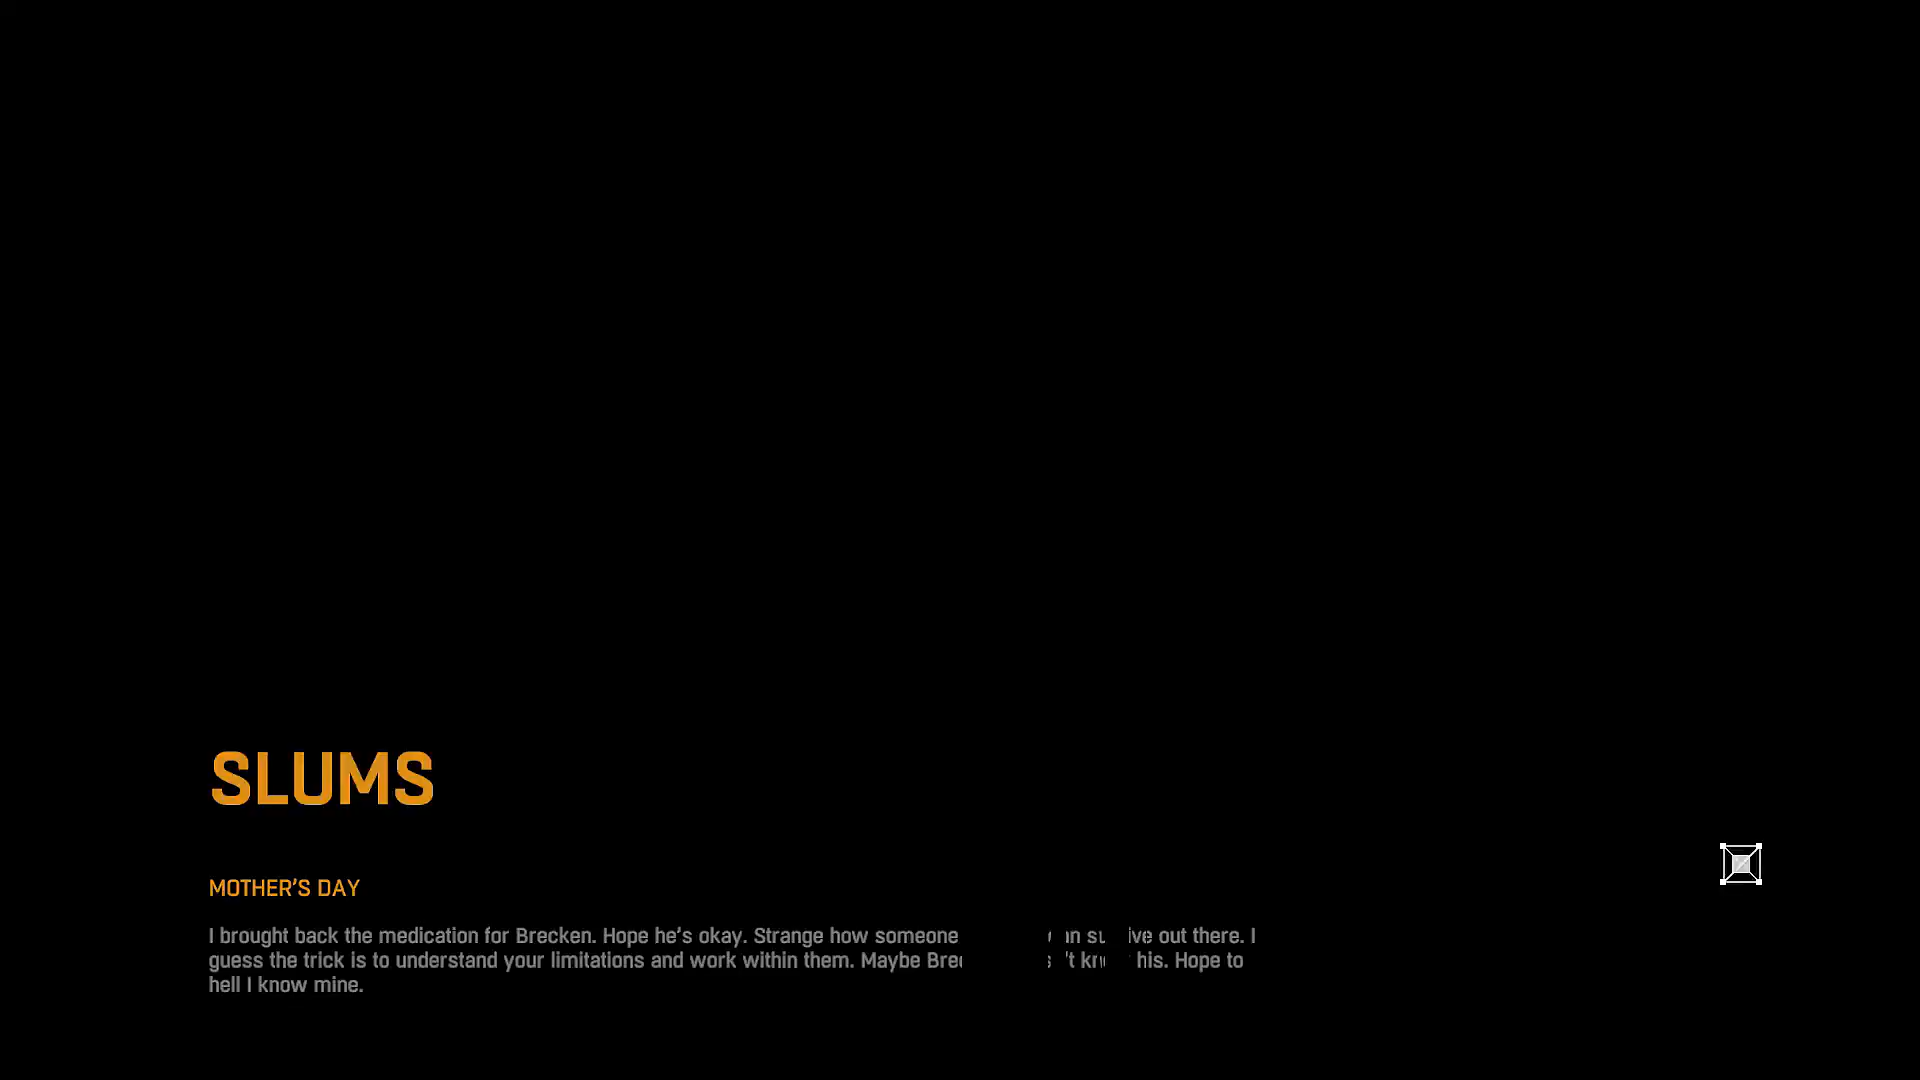 SLUMS
MOTHER'S DAY
I brought back the medication for Brecken. Hope he's okay. Strange how someone out there. I
guess the trick is to understand your limitations and work within them. Maybe his. Hope to
hell I know mine.